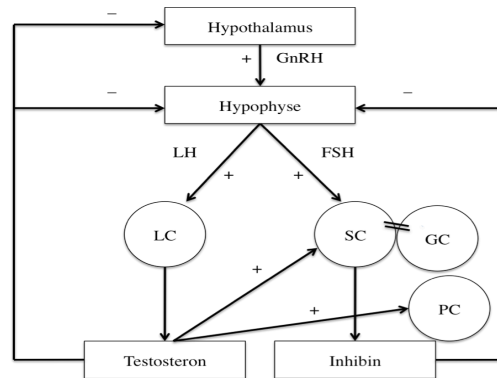 –
Hypothalamus
+ GnRH
– –
Hypophyse
LH FSH
+ +
LC SC GC
+
+ PC
Testosteron Inhibin